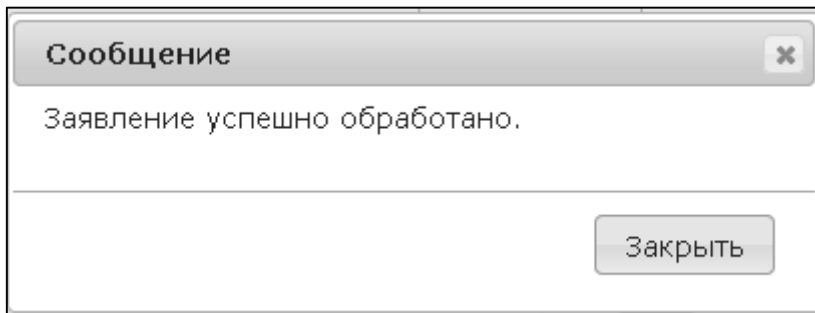 Сообщение
Заявление успешно обработано.
Закрыть